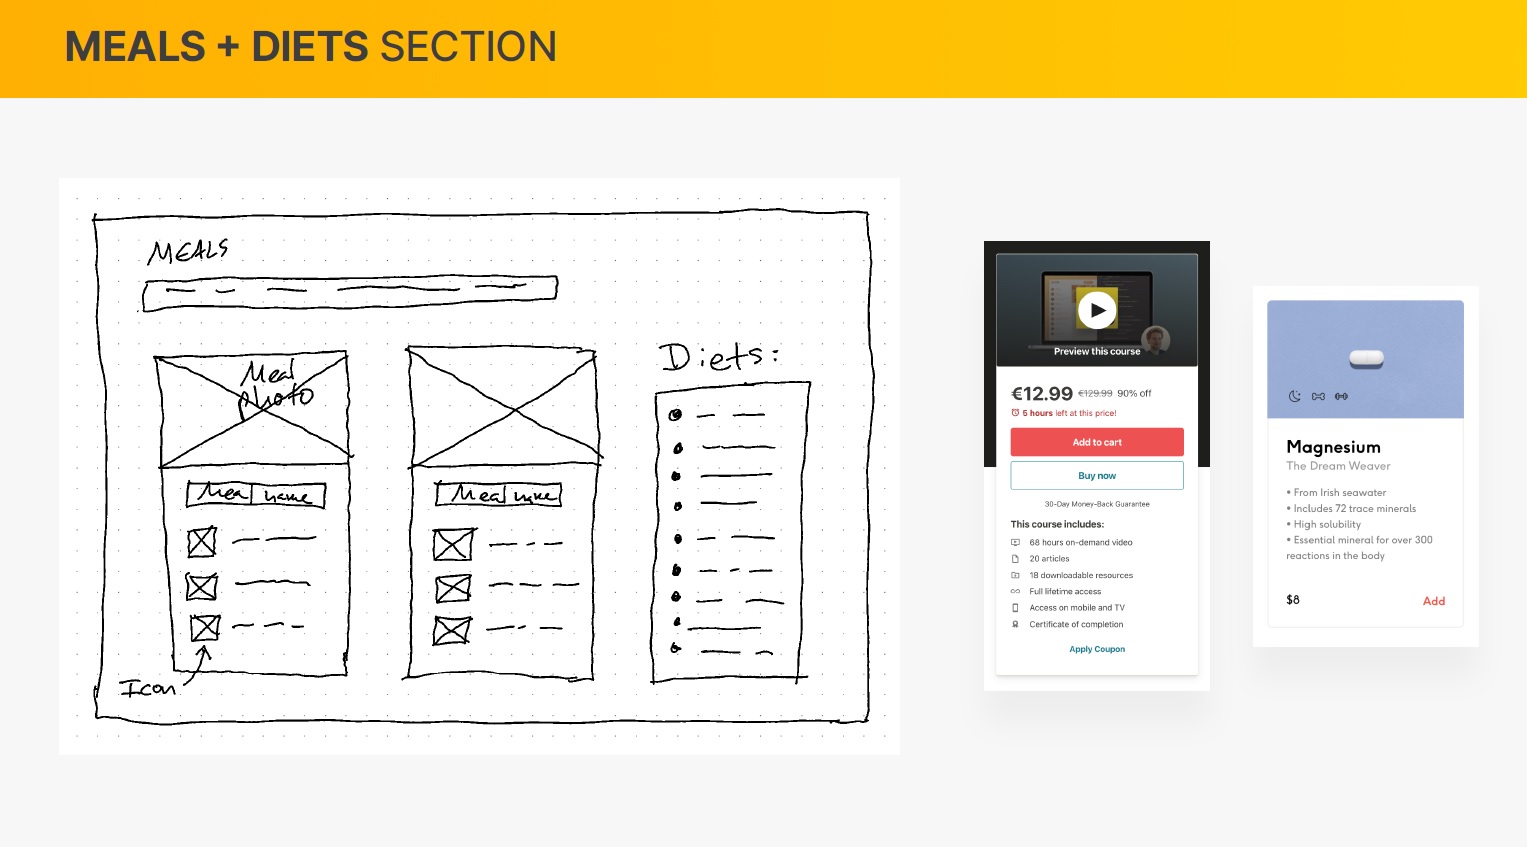 MEALS + DIETS SECTION
MEALS
Meal
photo
Diets:
Meal name
Meal name
Icon
Preview this course
€12.99 €129.99 90% off
5 hours left at this price!
Add to cart
Buy now
30-Day Money-Back Guarantee
This course includes:
68 hours on-demand video
20 articles
18 downloadable resources
Full lifetime access
Access on mobile and TV
Certificate of completion
Apply Coupon
Magnesium
The Dream Weaver
• From Irish seawater
• Includes 72 trace minerals
• High solubility
• Essential mineral for over 300
reactions in the body
$8 Add